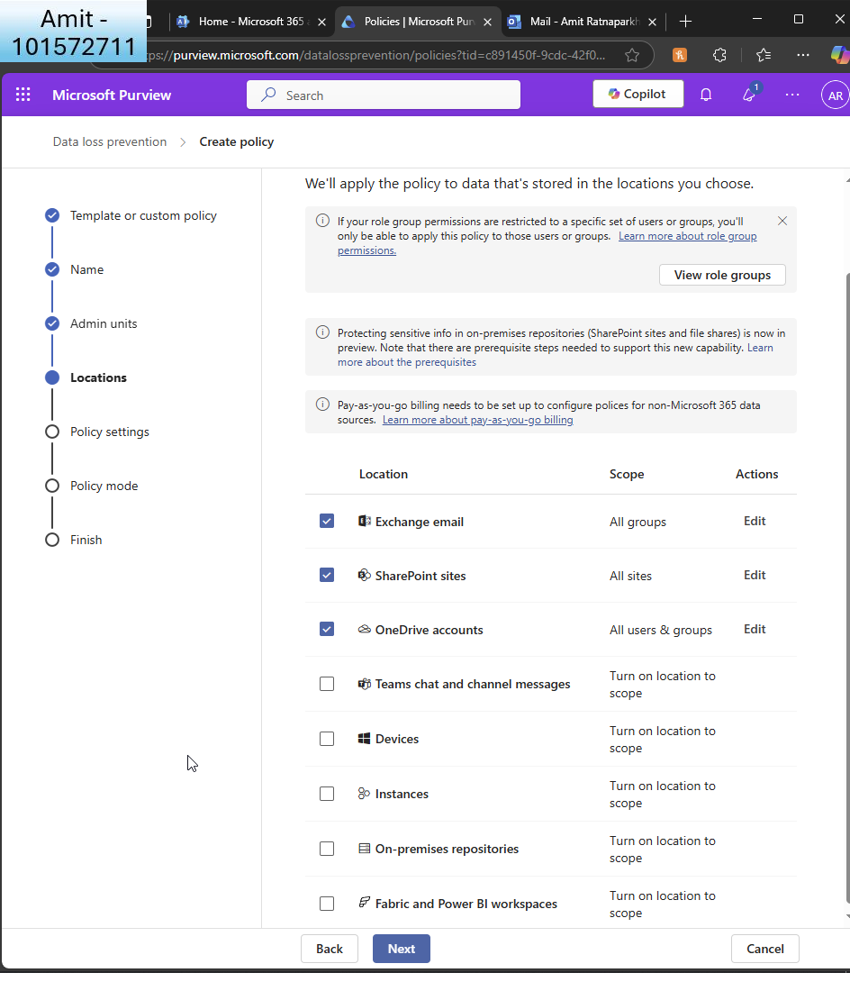 Amit -
101572711
Home - Microsoft 365
Policies | Microsoft Pur
Mail - Amit Ratnapark
ps://purview.microsoft.com/datalossprevention/policies?tid=c891450f-9cdc-42f0...
Microsoft Purview
Search
Copilot
1
AR
Data loss prevention > Create policy
Template or custom policy
Name
Admin units
Locations
Policy settings
Policy mode
Finish
We'll apply the policy to data that's stored in the locations you choose.
If your role group permissions are restricted to a specific set of users or groups, you'll
only be able to apply this policy to those users or groups. Learn more about role group
permissions.
View role groups
Protecting sensitive info in on-premises repositories (SharePoint sites and file shares) is now in
preview. Note that there are prerequisite steps needed to support this new capability. Learn
more about the prerequisites
Pay-as-you-go billing needs to be set up to configure polices for non-Microsoft 365 data
sources. Learn more about pay-as-you-go billing
Location Scope Actions
Exchange email All groups Edit
SharePoint sites All sites Edit
OneDrive accounts All users & groups Edit
Teams chat and channel messages Turn on location to
scope
Devices Turn on location to
scope
Instances Turn on location to
scope
On-premises repositories Turn on location to
scope
Fabric and Power BI workspaces Turn on location to
scope
Back Next Cancel